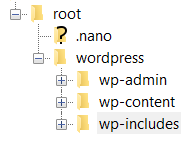 root
.nano
wordpress
wp-admin
wp-content
wp-includes